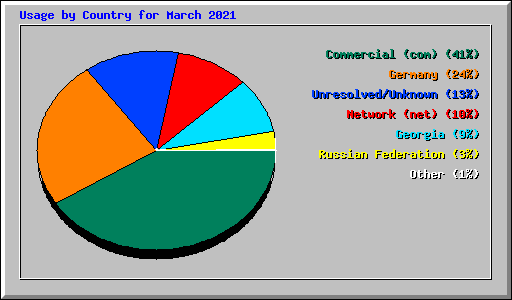 Usage by Country for March 2021
Commercial (com) (41%)
Germany (24%)
Unresolved/Unknown (13%)
Network (net) (10%)
Georgia (9%)
Russian Federation (3%)
Other (1%)